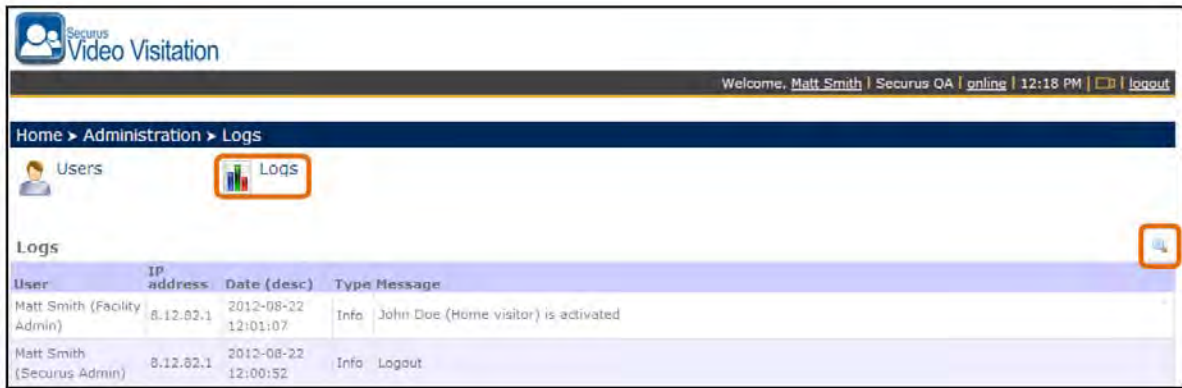 Securus
Video Visitation
Welcome, Matt Smith | Securus QA | online | 12:18 PM | | logout
Home > Administration > Logs
Users
Logs
Logs
User IP address Date (desc) Type Message
Matt Smith (Facility Admin) 8.12.82.1 2012-08-22 12:01:07 Info John Doe (Home visitor) is activated
Matt Smith (Securus Admin) 8.12.82.1 2012-08-22 12:00:52 Info Logout